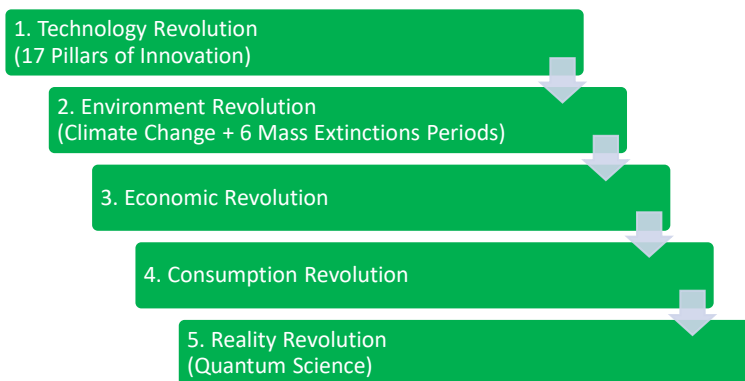 1. Technology Revolution
(17 Pillars of Innovation)
2. Environment Revolution
(Climate Change + 6 Mass Extinctions Periods)
3. Economic Revolution
4. Consumption Revolution
5. Reality Revolution
(Quantum Science)